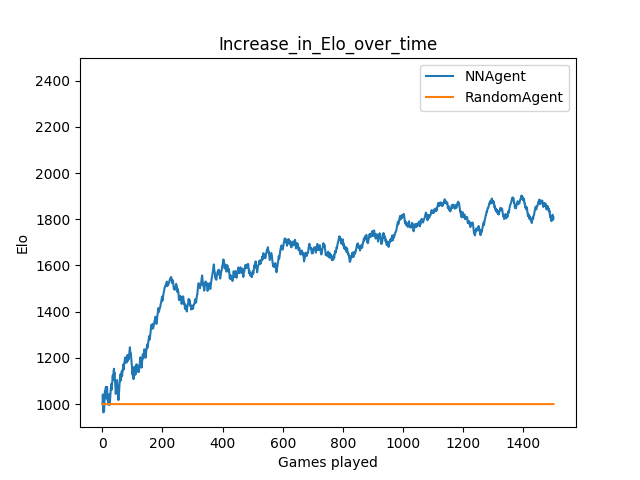 Increase_in_Elo_over_time
NNAgent
RandomAgent
2400
2200
2000
1800
1600
1400
1200
1000
Elo
0 200 400 600 800 1000 1200 1400
Games played